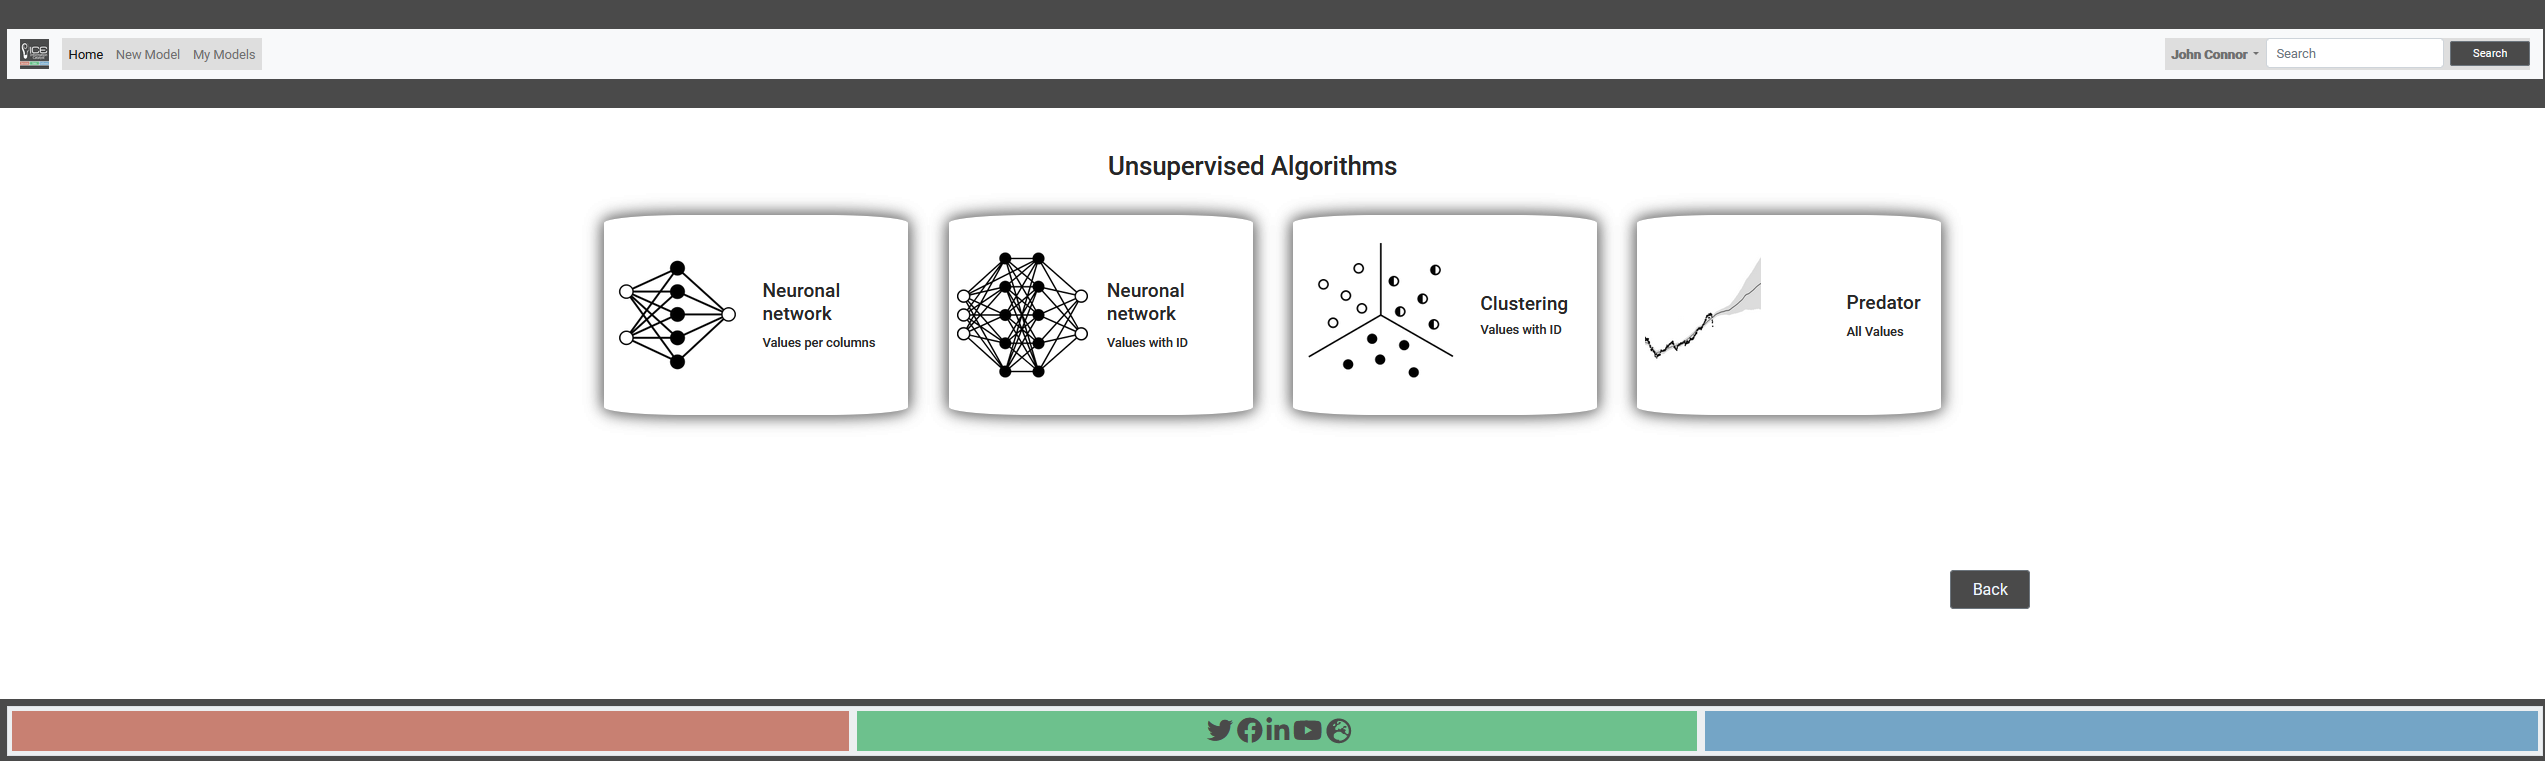 ICE
Home New Model My Models
John Connor
Search
Search
Unsupervised Algorithms
Neuronal
network
Values per columns
Neuronal
network
Values with ID
Clustering
Values with ID
Predator
All Values
Back